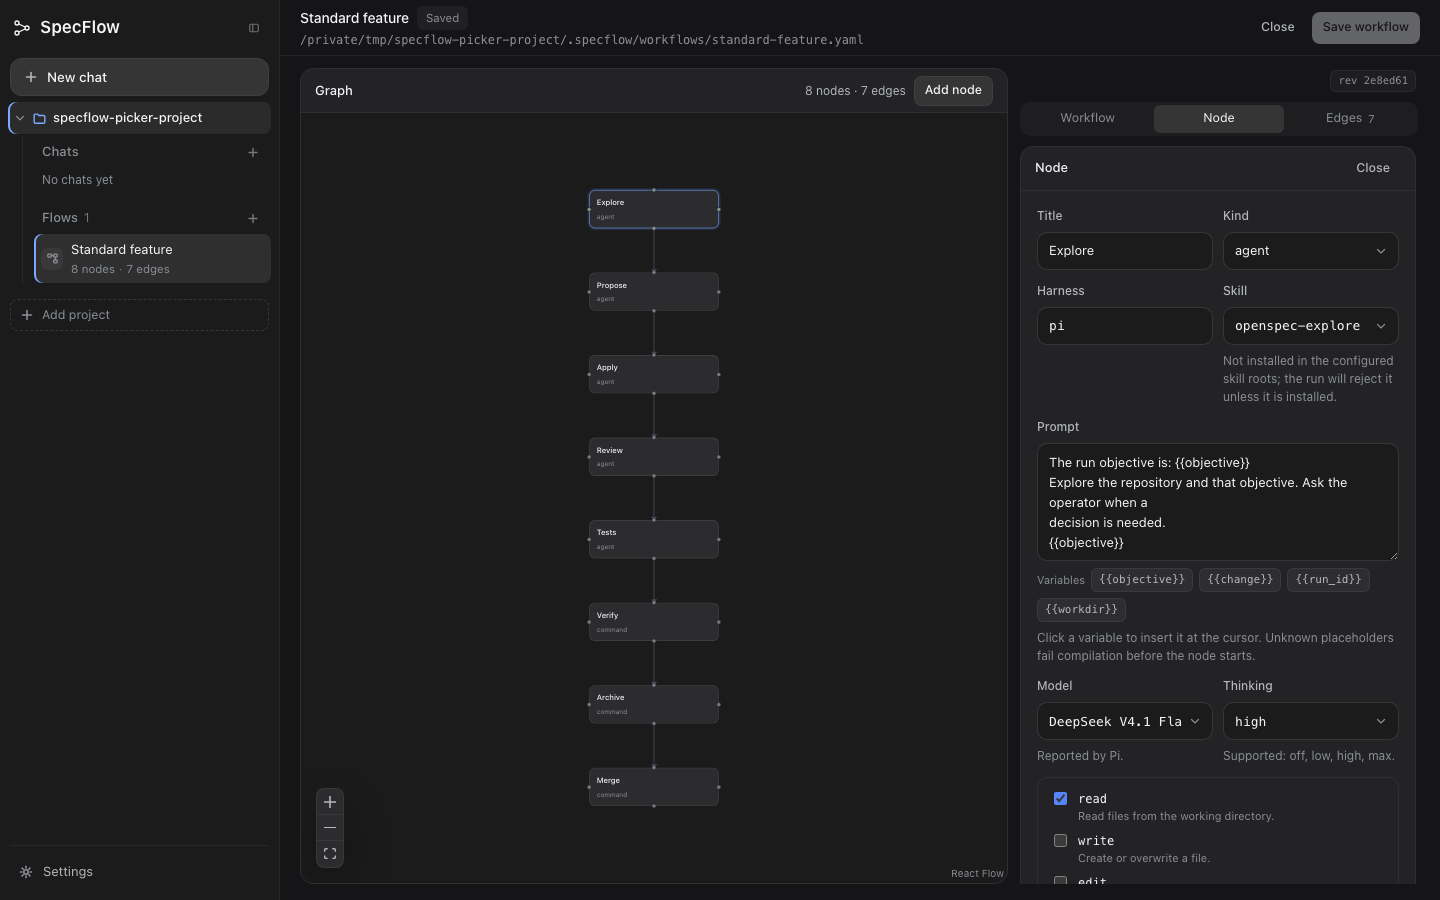 SpecFlow
New chat
specflow-picker-project
Chats
No chats yet
Flows 1
Standard feature
8 nodes · 7 edges
Add project
Settings
Standard feature
Saved
/private/tmp/specflow-picker-project/.specflow/workflows/standard-feature.yaml
Close
Save workflow
Graph
8 nodes · 7 edges
Add node
Explore
agent
Propose
agent
Apply
agent
Review
agent
Tests
agent
Verify
command
Archive
command
Merge
command
React Flow
rev 2e8ed61
Workflow
Node
Edges 7
Node
Close
Title
Kind
Explore
agent
Harness
Skill
pi
openspec-explore
Not installed in the configured
skill roots; the run will reject it
unless it is installed.
Prompt
The run objective is: {{objective}}
Explore the repository and that objective. Ask the
operator when a
decision is needed.
{{objective}}
Variables {{objective}} {{change}} {{run_id}}
{{workdir}}
Click a variable to insert it at the cursor. Unknown placeholders
fail compilation before the node starts.
Model
Thinking
DeepSeek V4.1 Fla
high
Reported by Pi.
Supported: off, low, high, max.
read
Read files from the working directory.
write
Create or overwrite a file.
edit